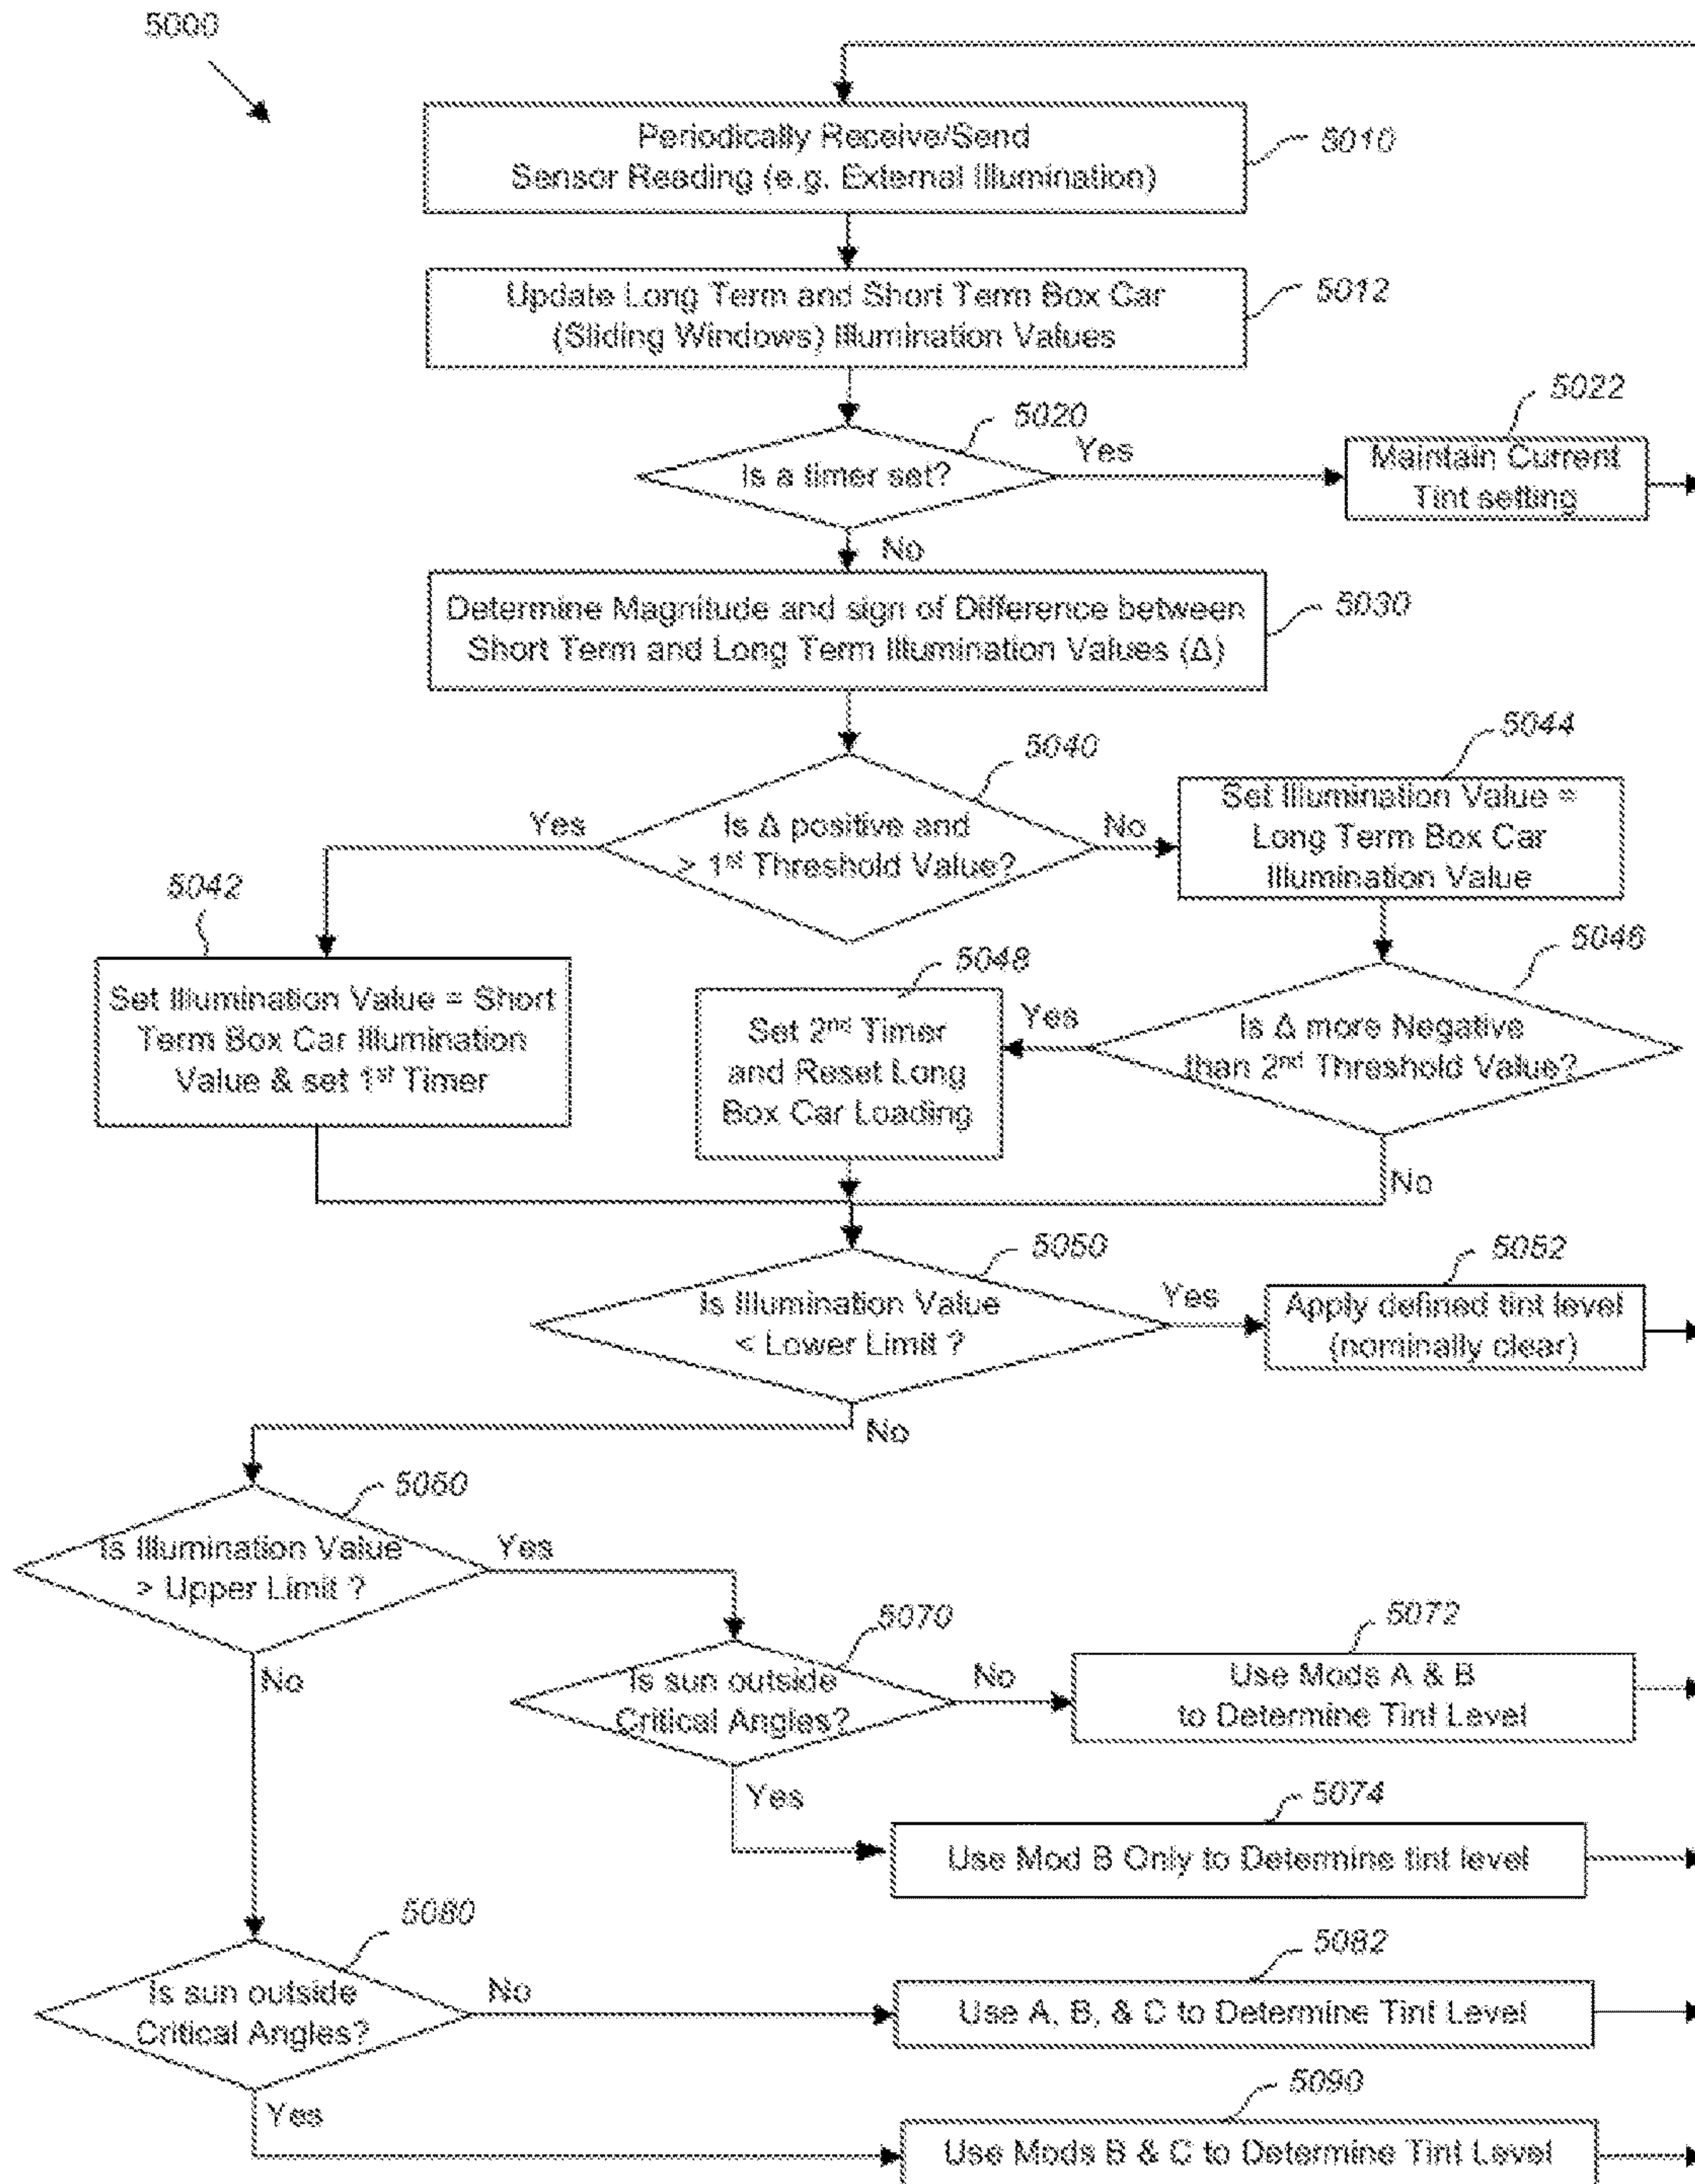 5000
Periodically Receive/Send
Sensor Reading (e.g. External Illumination)
5010
Update Long Term and Short Term Box Car
(Sliding Windows) Illumination Values
5012
5020
Is a timer set?
Yes
5022
Maintain Current
Tint setting
No
Determine Magnitude and sign of Difference between
Short Term and Long Term Illumination Values (Δ)
5030
5040
Is Δ positive and
> 1st Threshold Value?
Yes
No
5044
Set Illumination Value =
Long Term Box Car
Illumination Value
5042
Set Illumination Value = Short
Term Box Car Illumination
Value & set 1st Timer
5048
Set 2nd Timer
and Reset Long
Box Car Loading
Yes
5046
Is Δ more Negative
than 2nd Threshold Value?
No
5050
Is Illumination Value
< Lower Limit ?
Yes
5052
Apply defined tint level
(nominally clear)
No
5060
Is Illumination Value
> Upper Limit ?
Yes
No
5070
Is sun outside
Critical Angles?
No
5072
Use Mods A & B
to Determine Tint Level
Yes
5074
Use Mod B Only to Determine tint level
5080
Is sun outside
Critical Angles?
No
5082
Use A, B, & C to Determine Tint Level
Yes
5090
Use Mods B & C to Determine Tint Level